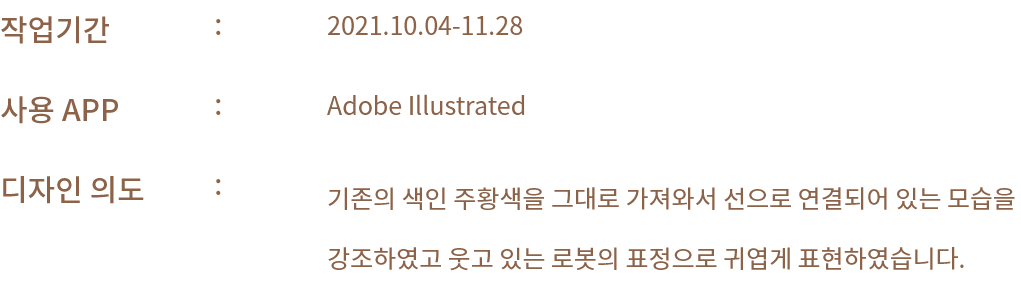 작업기간 : 2021.10.04-11.28
사용 APP : Adobe Illustrated
디자인 의도 : 기존의 색인 주황색을 그대로 가져와서 선으로 연결되어 있는 모습을
강조하였고 웃고 있는 로봇의 표정으로 귀엽게 표현하였습니다.